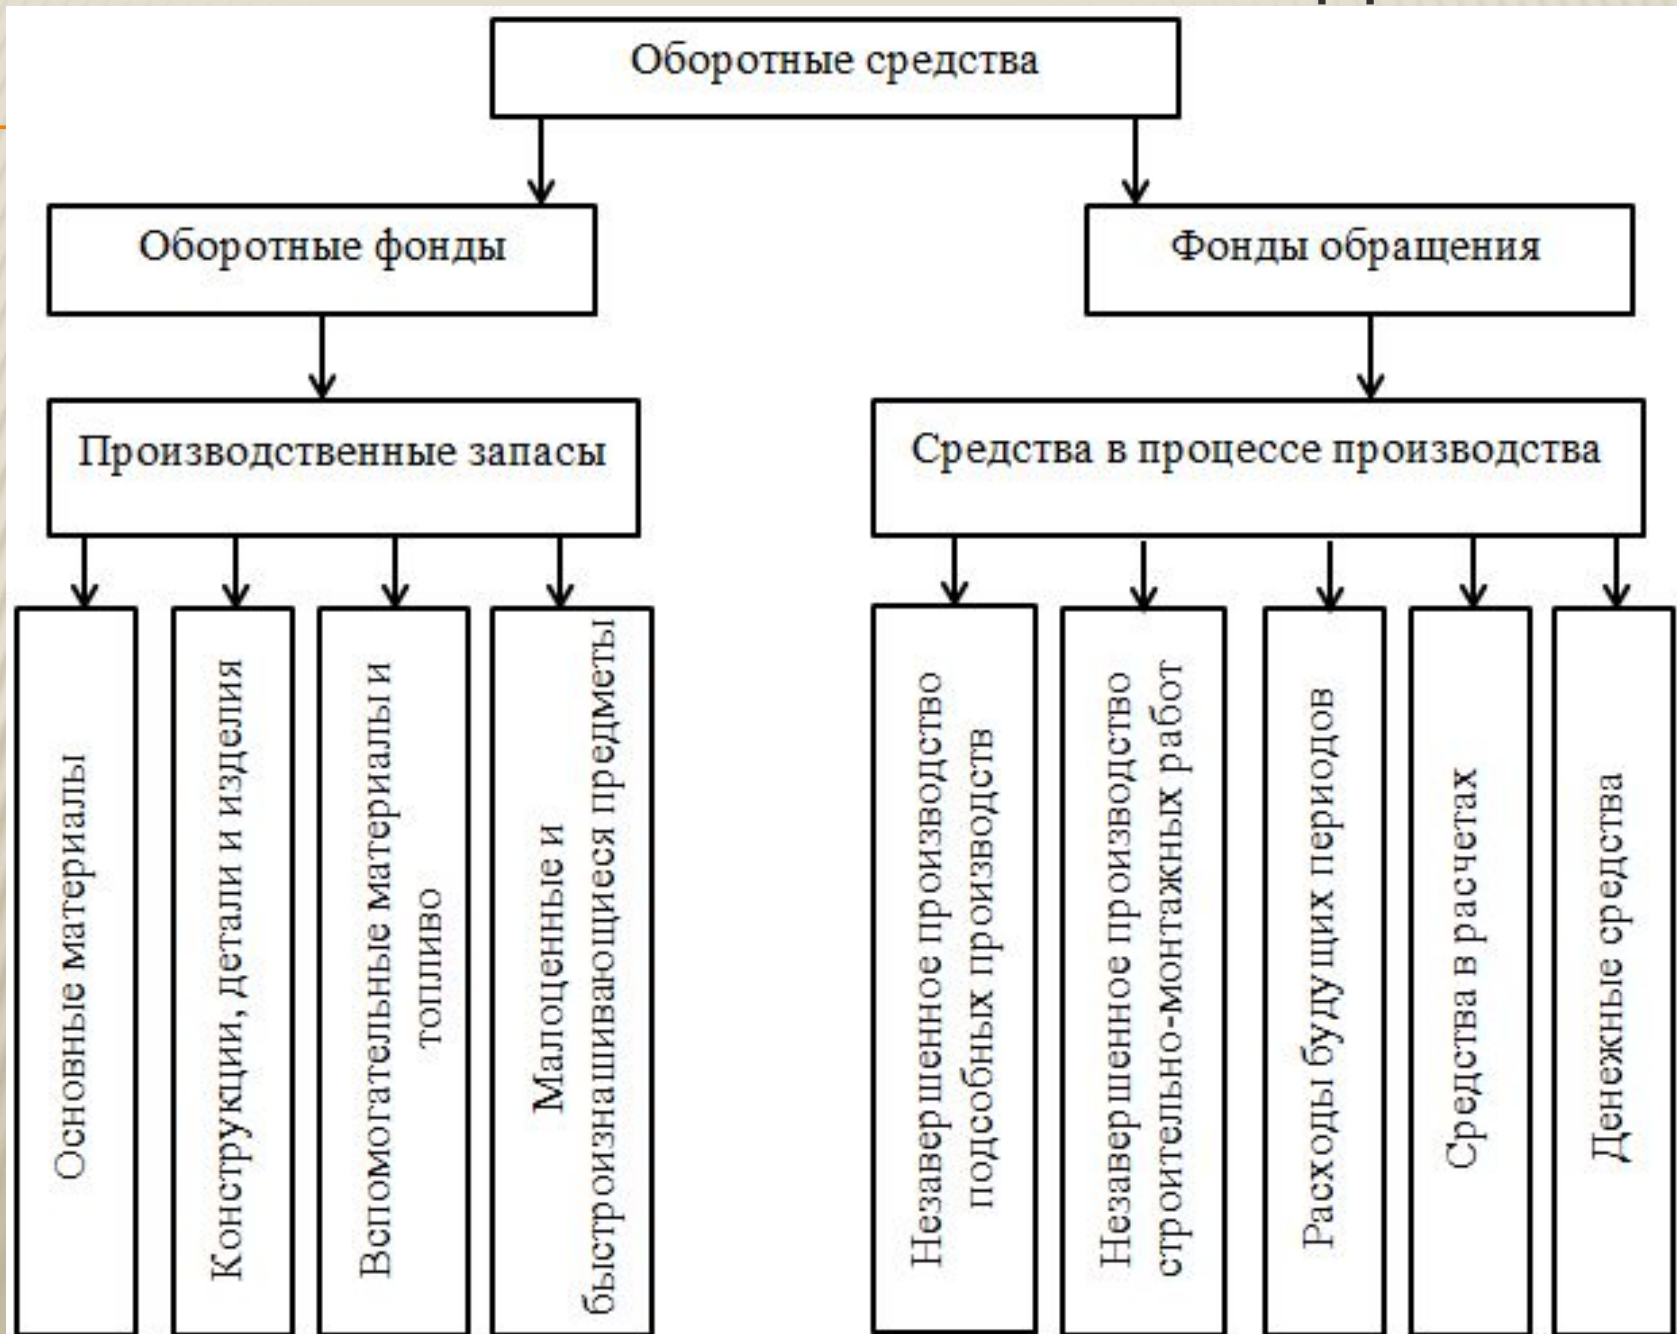 Оборотные средства
Оборотные фонды
Фонды обращения
Производственные запасы
Средства в процессе производства
Основные материалы
Конструкции, детали и изделия
Вспомогательные материалы и
топливо
Малоценные и
быстроизнашивающиеся предметы
Незавершенное производство
подсобных производств
Незавершенное производство
строительно-монтажных работ
Расходы будущих периодов
Средства в расчетах
Денежные средства